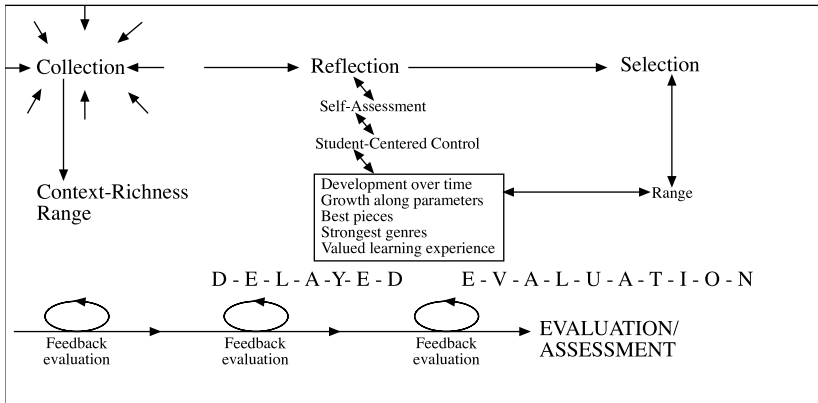 Collection
Reflection
Selection
Self-Assessment
Student-Centered Control
Context-Richness
Range
Development over time
Growth along parameters
Best pieces
Strongest genres
Valued learning experience
Range
D - E - L - A - Y - E - D E - V - A - L - U - A - T - I - O - N
Feedback
evaluation
Feedback
evaluation
Feedback
evaluation
EVALUATION/
ASSESSMENT